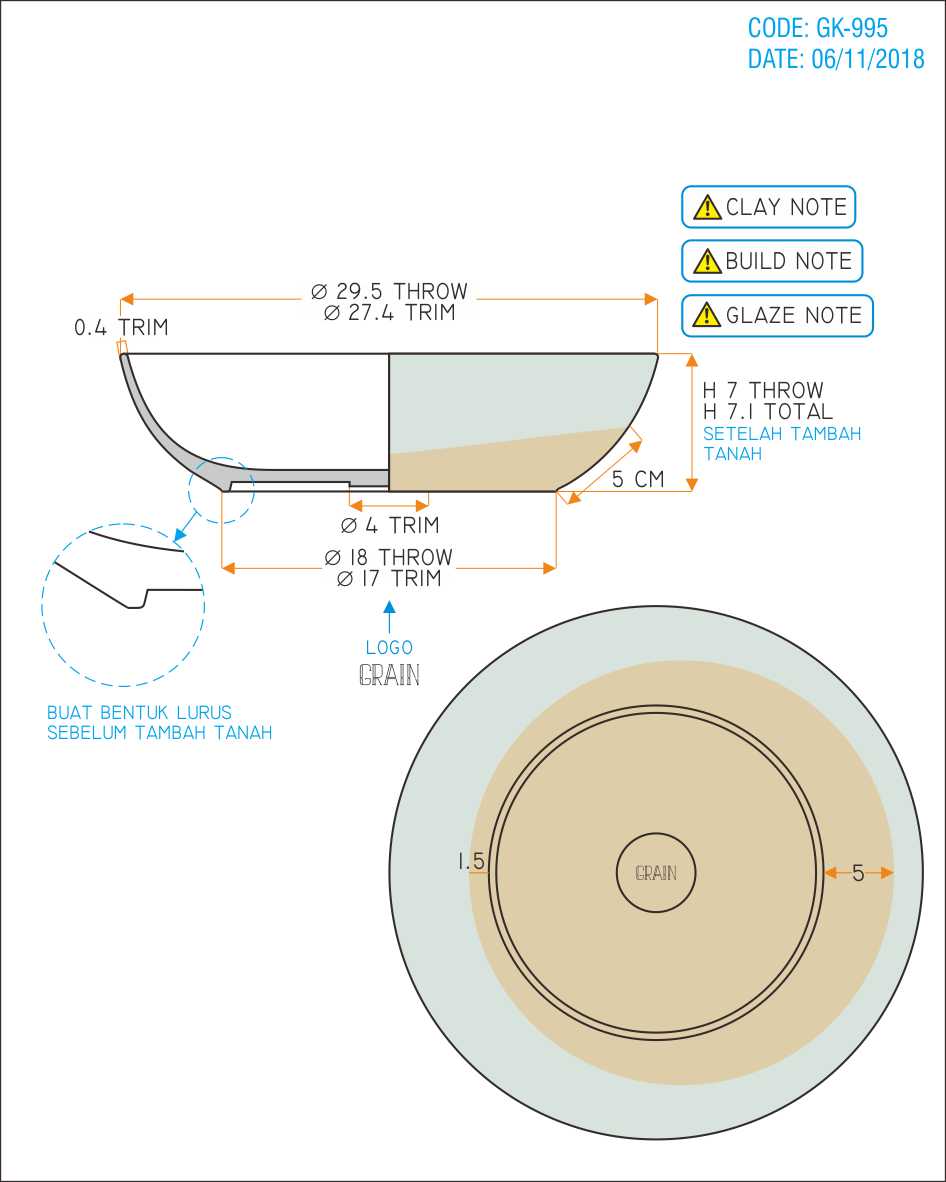 CODE: GK-995
DATE: 06/11/2018
CLAY NOTE
BUILD NOTE
GLAZE NOTE
Ø 29.5 THROW
Ø 27.4 TRIM
0.4 TRIM
H 7 THROW
H 7.1 TOTAL
SETELAH TAMBAH
TANAH
5 CM
Ø 4 TRIM
Ø 18 THROW
Ø 17 TRIM
LOGO
GRAIN
BUAT BENTUK LURUS
SEBELUM TAMBAH TANAH
1.5
GRAIN
5